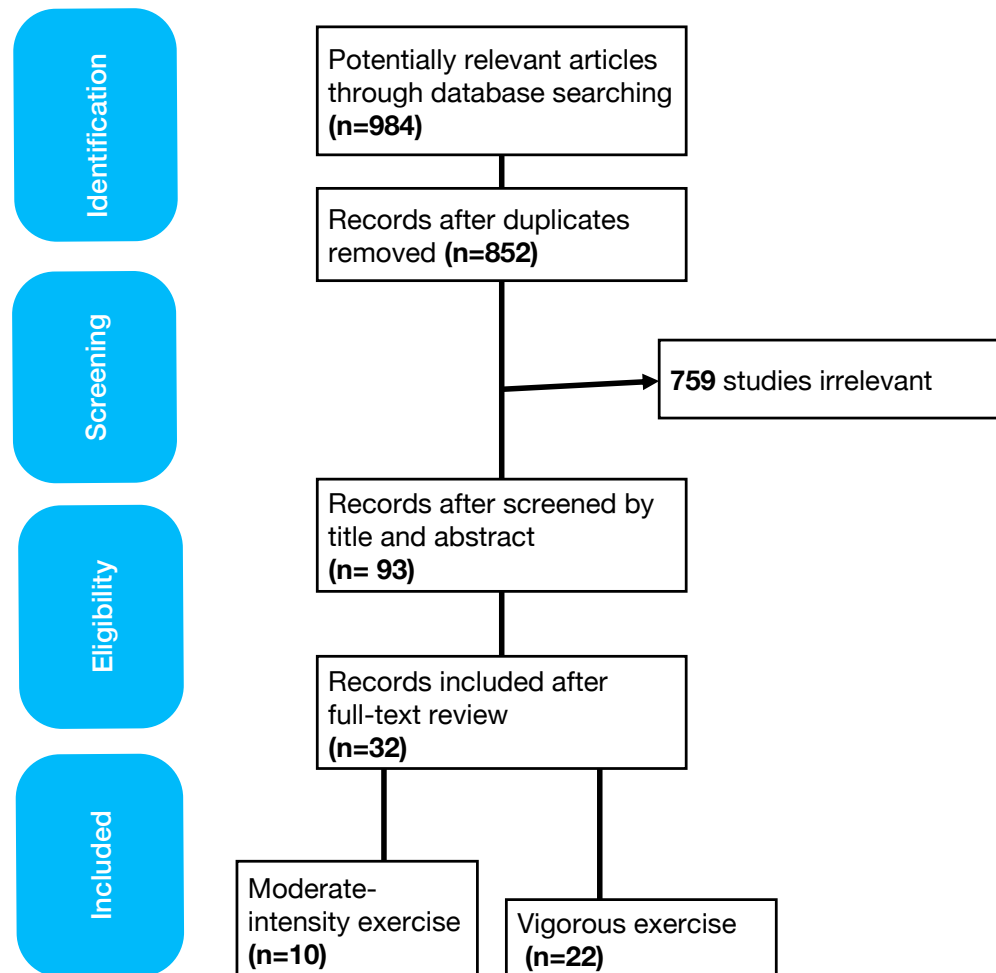 Identification
Potentially relevant articles
through database searching
(n=984)
Records after duplicates
removed (n=852)
Screening
759 studies irrelevant
Records after screened by
title and abstract
(n= 93)
Eligibility
Records included after
full-text review
(n=32)
Included
Moderate-
intensity exercise
(n=10)
Vigorous exercise
(n=22)